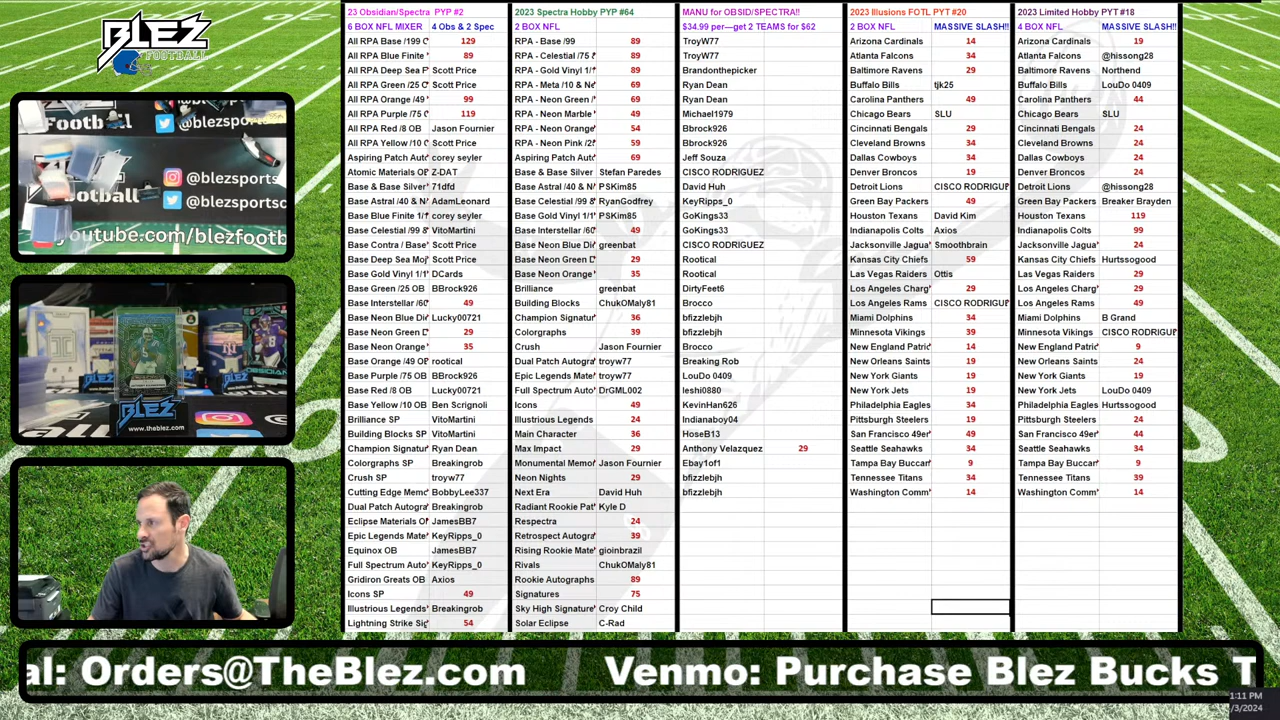 BLEZ
FOOTBALL
Football
@blezsports
@blezsports
ootball
youtube.com/blezfootb
BLEZ
www.theblez.com
23 Obsidian/Spectra PYP #2
6 BOX NFL MIXER 4 Obs & 2 Spec
All RPA Base /199 129
All RPA Blue Finite 89
All RPA Deep Sea Scott Price
All RPA Green /25 Scott Price
All RPA Orange /49 99
All RPA Purple /75 119
All RPA Red /8 OB Jason Fournier
All RPA Yellow /10 Scott Price
Aspiring Patch Aut corey seyler
Atomic Materials OB Z-DAT
Base & Base Silver 71dfd
Base Astral /40 & AdamLeonard
Base Blue Finite 1/ corey seyler
Base Celestial /99 & VitoMartini
Base Contra / Base Scott Price
Base Deep Sea Moj Scott Price
Base Gold Vinyl 1/1 DCards
Base Green /25 OB BBrock926
Base Interstellar /60 49
Base Neon Blue Di Lucky00721
Base Neon Green 29
Base Neon Orange 35
Base Orange /49 OB rootical
Base Purple /75 OB BBrock926
Base Red /8 OB Lucky00721
Base Yellow /10 OB Ben Scrignoli
Brilliance SP VitoMartini
Building Blocks SP VitoMartini
Champion Signatur Ryan Dean
Colorgraphs SP Breakingrob
Crush SP troyw77
Cutting Edge Memo BobbyLee337
Dual Patch Autogra Breakingrob
Eclipse Materials O JamesBB7
Epic Legends Mate KeyRipps_0
Equinox OB JamesBB7
Full Spectrum Auto KeyRipps_0
Gridiron Greats OB Axios
Icons SP 49
Illustrious Legends Breakingrob
Lightning Strike Sig 54
2023 Spectra Hobby PYP #64
2 BOX NFL
RPA - Base /99 89
RPA - Celestial /75 89
RPA - Gold Vinyl 1/ 89
RPA - Meta /10 & Ne 69
RPA - Neon Green / 69
RPA - Neon Marble 49
RPA - Neon Orange 54
RPA - Neon Pink /2 59
Aspiring Patch Aut 69
Base & Base Silver Stefan Paredes
Base Astral /40 & N PSKim85
Base Celestial /99 & RyanGodfrey
Base Gold Vinyl 1/ PSKim85
Base Interstellar /60 49
Base Neon Blue Di greenbat
Base Neon Green 29
Base Neon Orange 35
Brilliance greenbat
Building Blocks ChukOMaly81
Champion Signatur 36
Colorgraphs 39
Crush Jason Fournier
Dual Patch Autogra troyw77
Epic Legends Mate troyw77
Full Spectrum Auto DrGML002
Icons 49
Illustrious Legends 24
Main Character 36
Max Impact 29
Monumental Memo Jason Fournier
Neon Nights 29
Next Era David Huh
Radiant Rookie Pat Kyle D
Respectra 24
Retrospect Autogra 39
Rising Rookie Mate gioinbrazil
Rivals ChukOMaly81
Rookie Autographs 89
Signatures 75
Sky High Signature Croy Child
Solar Eclipse C-Rad
MANU for OBSID/SPECTRA!!
$34.99 per---get 2 TEAMS for $62
TroyW77
TroyW77
Brandonthepicker
Ryan Dean
Ryan Dean
Michael1979
Bbrock926
Bbrock926
Jeff Souza
CISCO RODRIGUEZ
David Huh
KeyRipps_0
GoKings33
GoKings33
CISCO RODRIGUEZ
Rootical
Rootical
DirtyFeet6
Brocco
bfizzlebjh
bfizzlebjh
Brocco
Breaking Rob
LouDo 0409
leshi0880
KevinHan626
Indianaboy04
HoseB13
Anthony Velazquez 29
Ebay1of1
bfizzlebjh
bfizzlebjh
2023 Illusions FOTL PYT #20
2 BOX NFL MASSIVE SLASH!!
Arizona Cardinals 14
Atlanta Falcons 34
Baltimore Ravens 29
Buffalo Bills tjk25
Carolina Panthers 49
Chicago Bears SLU
Cincinnati Bengals 29
Cleveland Browns 34
Dallas Cowboys 34
Denver Broncos 19
Detroit Lions CISCO RODRIGU
Green Bay Packers 49
Houston Texans David Kim
Indianapolis Colts Axios
Jacksonville Jagua Smoothbrain
Kansas City Chiefs 59
Las Vegas Raiders Ottis
Los Angeles Charg 29
Los Angeles Rams CISCO RODRIGU
Miami Dolphins 34
Minnesota Vikings 39
New England Patric 14
New Orleans Saints 19
New York Giants 19
New York Jets 19
Philadelphia Eagles 34
Pittsburgh Steelers 19
San Francisco 49er 49
Seattle Seahawks 34
Tampa Bay Buccan 9
Tennessee Titans 34
Washington Comm 14
2023 Limited Hobby PYT #18
4 BOX NFL MASSIVE SLASH!!
Arizona Cardinals 19
Atlanta Falcons @hissong28
Baltimore Ravens Northend
Buffalo Bills LouDo 0409
Carolina Panthers 44
Chicago Bears SLU
Cincinnati Bengals 24
Cleveland Browns 24
Dallas Cowboys 24
Denver Broncos 24
Detroit Lions @hissong28
Green Bay Packers Breaker Brayden
Houston Texans 119
Indianapolis Colts 99
Jacksonville Jagua 24
Kansas City Chiefs Hurtssogood
Las Vegas Raiders 29
Los Angeles Charg 29
Los Angeles Rams 49
Miami Dolphins B Grand
Minnesota Vikings CISCO RODRIGU
New England Patric 9
New Orleans Saints 24
New York Giants 19
New York Jets LouDo 0409
Philadelphia Eagles Hurtssogood
Pittsburgh Steelers 24
San Francisco 49er 44
Seattle Seahawks 34
Tampa Bay Buccan 9
Tennessee Titans 39
Washington Comm 14
al: Orders@TheBlez.com Venmo: Purchase Blez Bucks T
1:11 PM
/3/2024